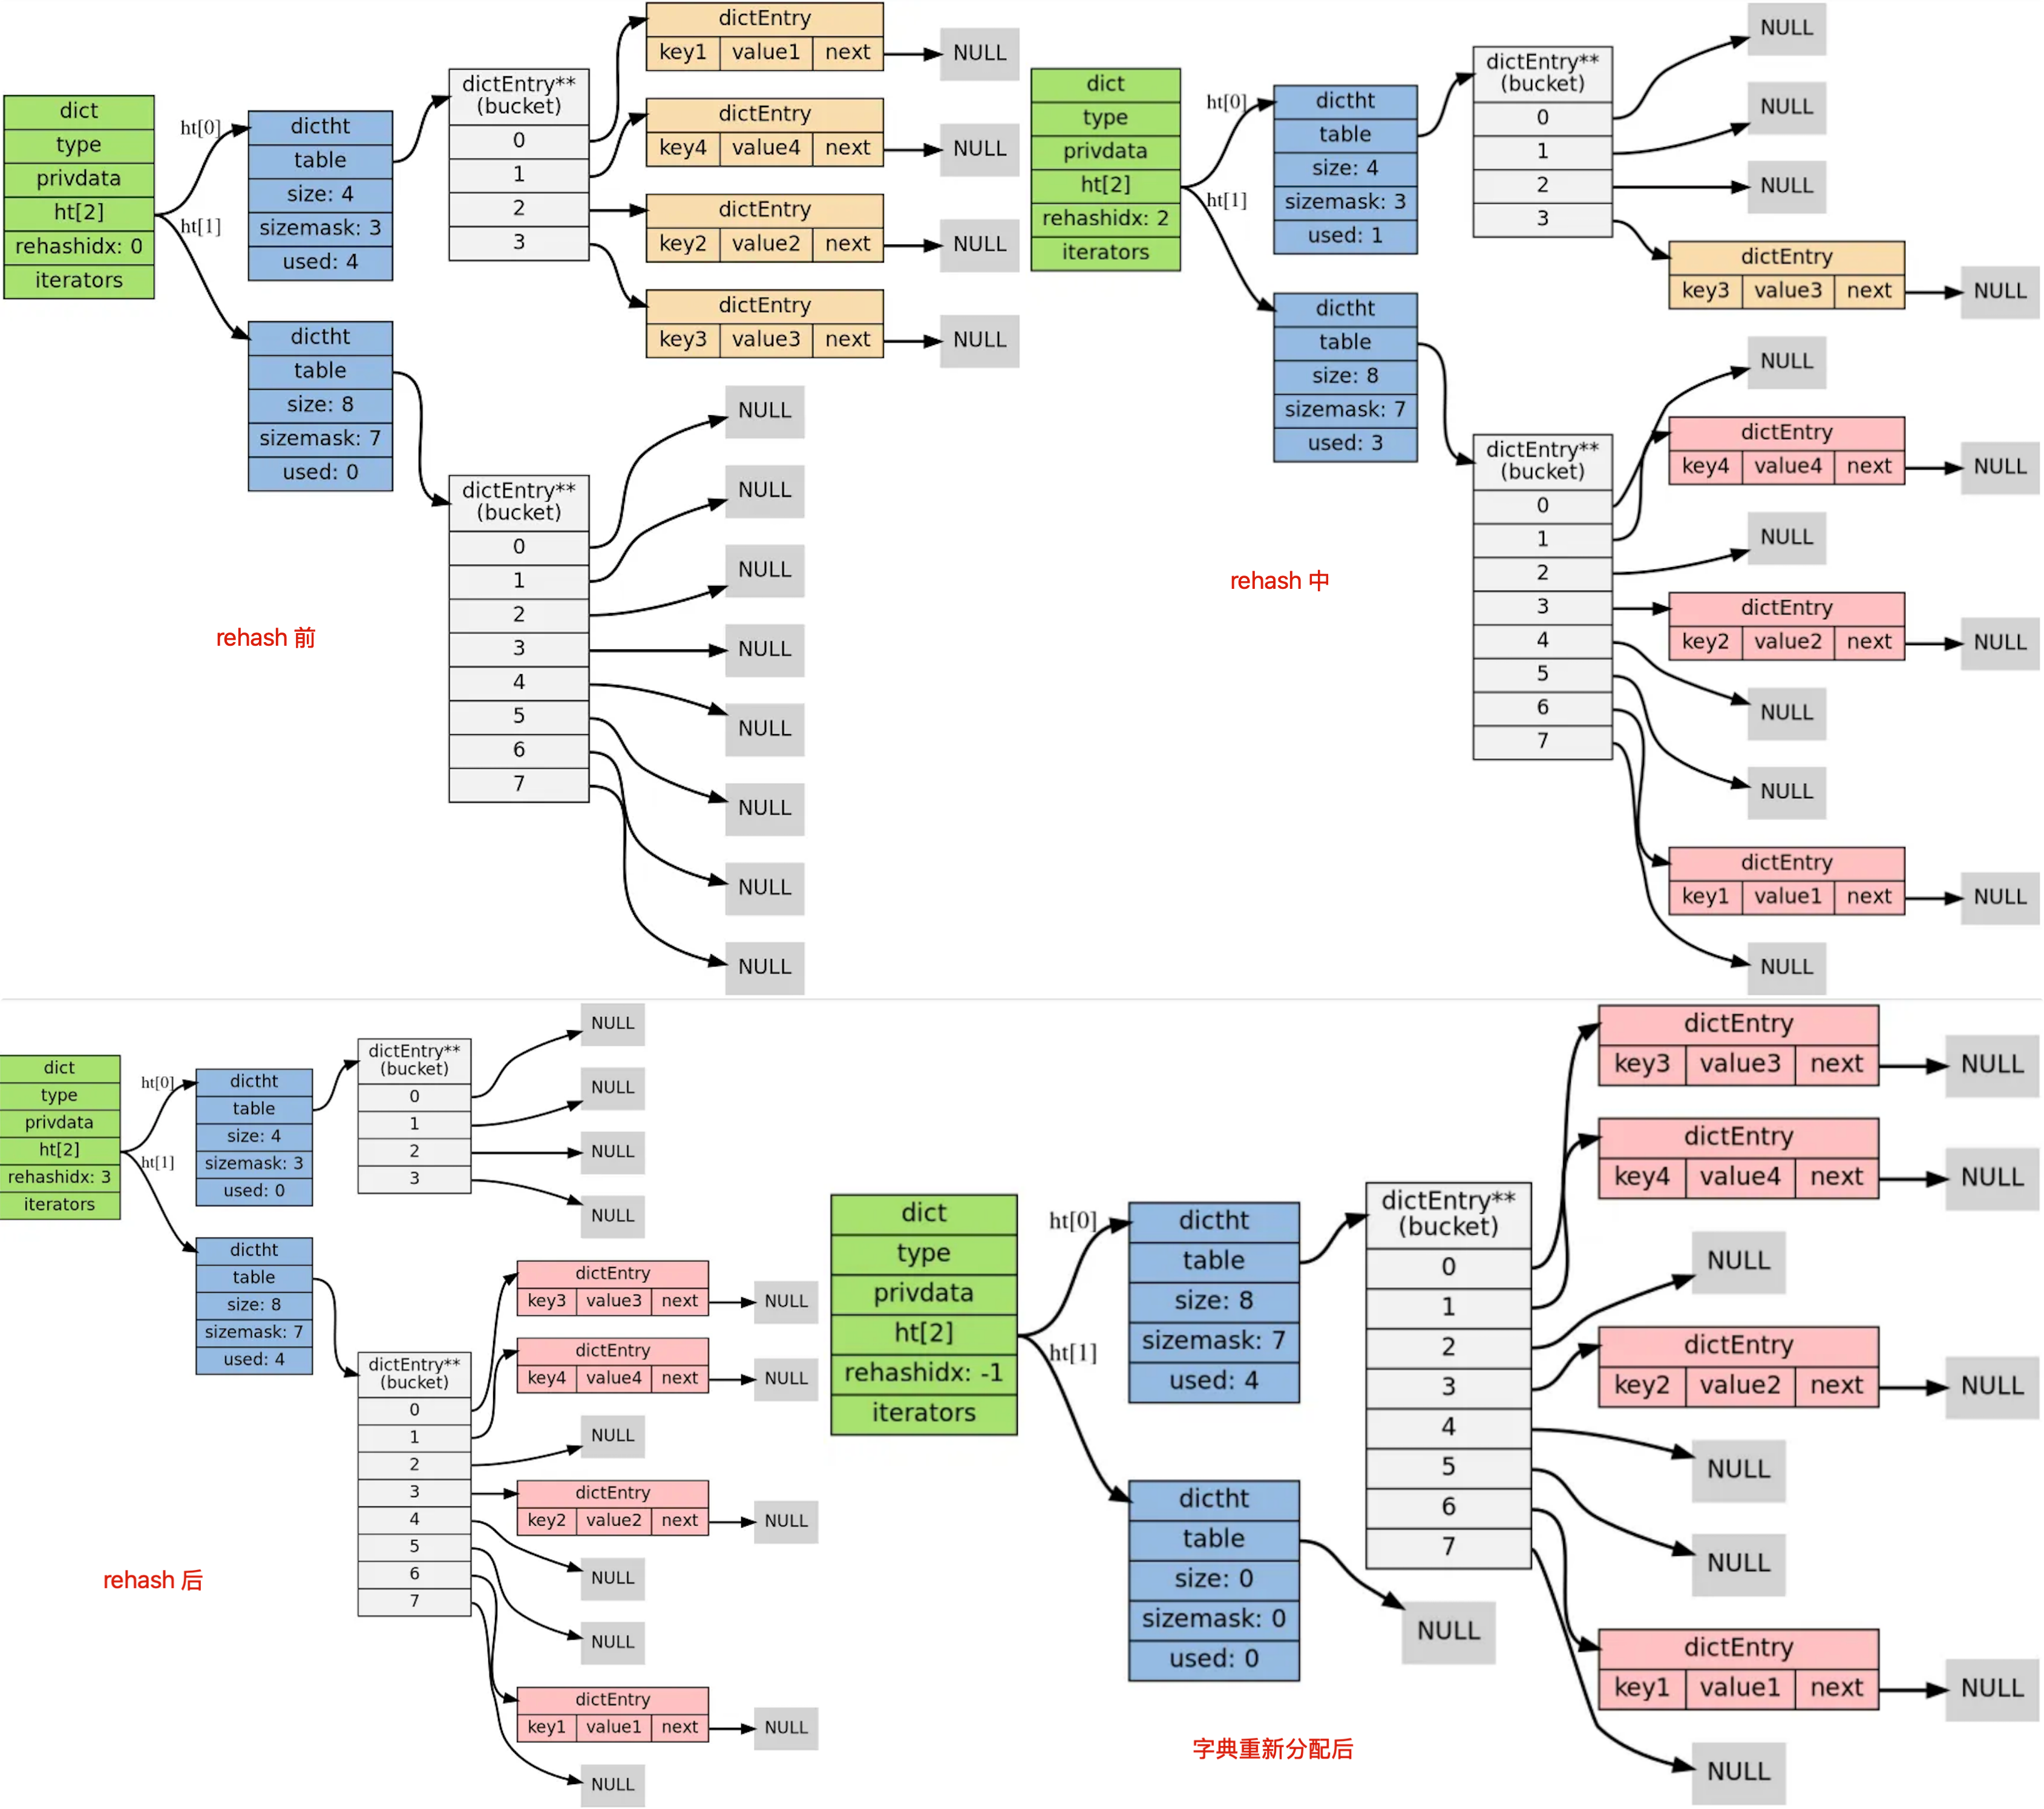 dict
type
privdata
ht[2]
rehashidx: 0
iterators
ht[0]
ht[1]
dictht
table
size: 4
sizemask: 3
used: 4
dictht
table
size: 8
sizemask: 7
used: 0
dictEntry**
(bucket)
0
1
2
3
dictEntry
key1 value1 next
NULL
dictEntry
key4 value4 next
NULL
dictEntry
key2 value2 next
NULL
dictEntry
key3 value3 next
NULL
dictEntry**
(bucket)
0
1
2
3
4
5
6
7
NULL
NULL
NULL
NULL
NULL
NULL
NULL
NULL
rehash 前
dict
type
privdata
ht[2]
rehashidx: 2
iterators
ht[0]
ht[1]
dictht
table
size: 4
sizemask: 3
used: 1
dictht
table
size: 8
sizemask: 7
used: 3
dictEntry**
(bucket)
0
1
2
3
NULL
NULL
NULL
dictEntry
key3 value3 next
NULL
dictEntry**
(bucket)
0
1
2
3
4
5
6
7
NULL
dictEntry
key4 value4 next
NULL
NULL
dictEntry
key2 value2 next
NULL
NULL
NULL
dictEntry
key1 value1 next
NULL
NULL
rehash 中
dict
type
privdata
ht[2]
rehashidx: 3
iterators
ht[0]
ht[1]
dictht
table
size: 4
sizemask: 3
used: 0
dictht
table
size: 8
sizemask: 7
used: 4
dictEntry**
(bucket)
0
1
2
3
NULL
NULL
NULL
NULL
dictEntry**
(bucket)
0
1
2
3
4
5
6
7
dictEntry
key3 value3 next
NULL
dictEntry
key4 value4 next
NULL
NULL
dictEntry
key2 value2 next
NULL
NULL
NULL
dictEntry
key1 value1 next
NULL
NULL
rehash 后
dict
type
privdata
ht[2]
rehashidx: -1
iterators
ht[0]
ht[1]
dictht
table
size: 8
sizemask: 7
used: 4
dictht
table
size: 0
sizemask: 0
used: 0
NULL
dictEntry**
(bucket)
0
1
2
3
4
5
6
7
dictEntry
key3 value3 next
NULL
dictEntry
key4 value4 next
NULL
NULL
dictEntry
key2 value2 next
NULL
NULL
NULL
dictEntry
key1 value1 next
NULL
NULL
字典重新分配后